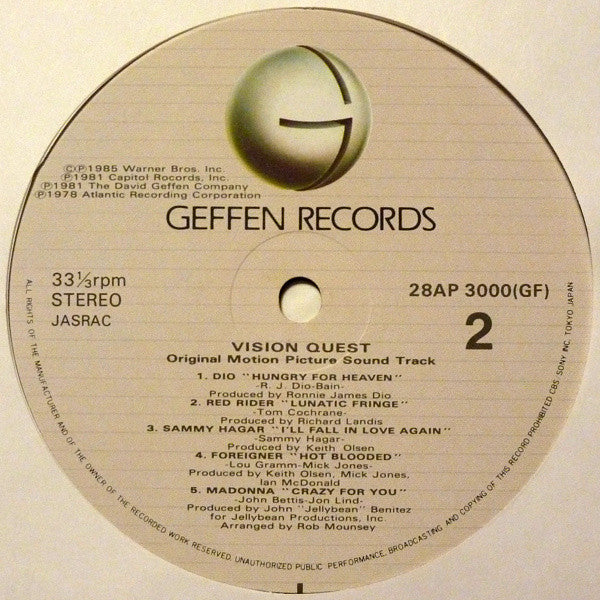 Ⓒ Ⓟ 1985 Warner Bros, Inc.
Ⓟ 1981 Capitol Rocords, Inc.
Ⓟ 1981 The David Geffen Company
Ⓟ 1978 Atlantic Recording Corporation
GEFFEN RECORDS
33⅓rpm
STEREO
JASRAC
28AP 3000(GF)
2
VISION QUEST
Original Motion Picture Sound Track
1. DIO "HUNGRY FOR HEAVEN"
-R. J. Dio-Bain-
Produced by Ronnie James Dio
2. RED RIDER "LUNATIC FRINGE"
-Tom Cochrane-
Produced by Richard Landis
3. SAMMY HAGAR "I'LL FALL IN LOVE AGAIN"
-Sammy Hagar-
Produced by Keith Olsen
4. FOREIGNER "HOT BLOODED"
-Lou Gramm-Mick Jones-
Produced by Keith Olsen, Mick Jones,
Ian McDonald
5. MADONNA "CRAZY FOR YOU"
-John Bettis-Jon Lind-
Produced by John "Jellybean" Benitez
for Jellybean Productions, Inc.
Arranged by Rob Mounsey
ALL RIGHTS OF THE MANUFACTURER AND OF THE OWNER OF THE RECORDED WORK RESERVED. UNAUTHORIZED PUBLIC PERFORMANCE, BROADCASTING AND COPYING OF THIS RECORD PROHIBITED CBS SONY INC. TOKYO JAPAN